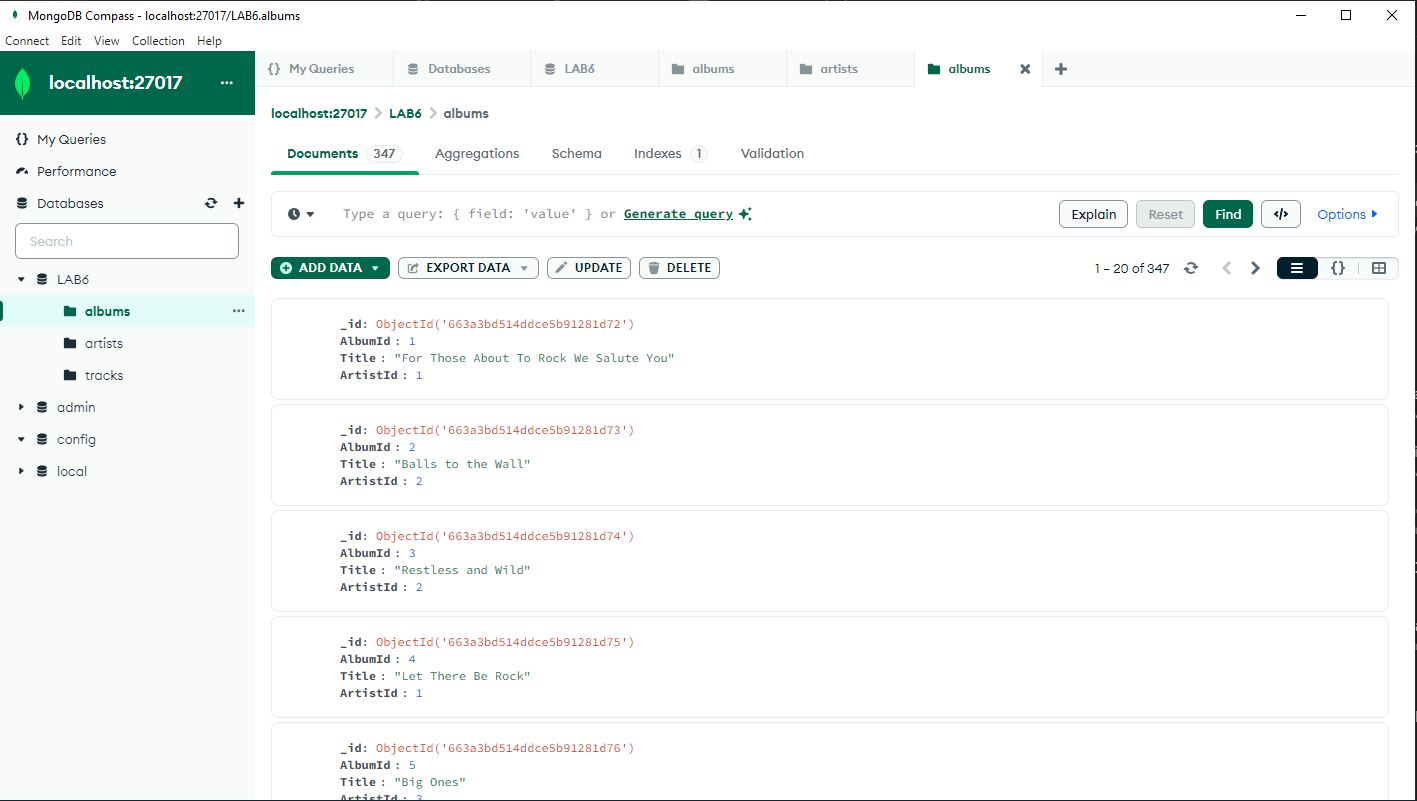 MongoDB Compass - localhost:27017/LAB6.albums
Connect Edit View Collection Help
localhost:27017 ...
My Queries
Performance
Databases
Search
LAB6
albums ...
artists
tracks
admin
config
local
{} My Queries Databases LAB6 albums artists albums
localhost:27017 > LAB6 > albums
Documents 347 Aggregations Schema Indexes 1 Validation
Type a query: { field: 'value' } or Generate query
Explain Reset Find </> Options
ADD DATA EXPORT DATA UPDATE DELETE
1 – 20 of 347 {}
_id: ObjectId('663a3bd514ddce5b91281d72')
AlbumId : 1
Title : "For Those About To Rock We Salute You"
ArtistId : 1
_id: ObjectId('663a3bd514ddce5b91281d73')
AlbumId : 2
Title : "Balls to the Wall"
ArtistId : 2
_id: ObjectId('663a3bd514ddce5b91281d74')
AlbumId : 3
Title : "Restless and Wild"
ArtistId : 2
_id: ObjectId('663a3bd514ddce5b91281d75')
AlbumId : 4
Title : "Let There Be Rock"
ArtistId : 1
_id: ObjectId('663a3bd514ddce5b91281d76')
AlbumId : 5
Title : "Big Ones"
ArtistId : 3